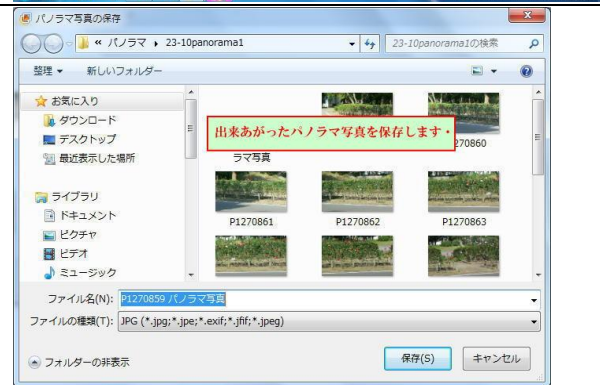 パノラマ写真の保存
« パノラマ ▸ 23-10panorama1
23-10panorama1の検索
整理 ▼ 新しいフォルダー
お気に入り
ダウンロード
デスクトップ
最近表示した場所
ライブラリ
ドキュメント
ピクチャ
ビデオ
ミュージック
出来あがったパノラマ写真を保存します・
270860
ラマ写真
P1270861 P1270862 P1270863
ファイル名(N): P1270859 パノラマ写真
ファイルの種類(T): JPG (*.jpg;*.jpe;*.exif;*.jfif;*.jpeg)
フォルダーの非表示
保存(S) キャンセル